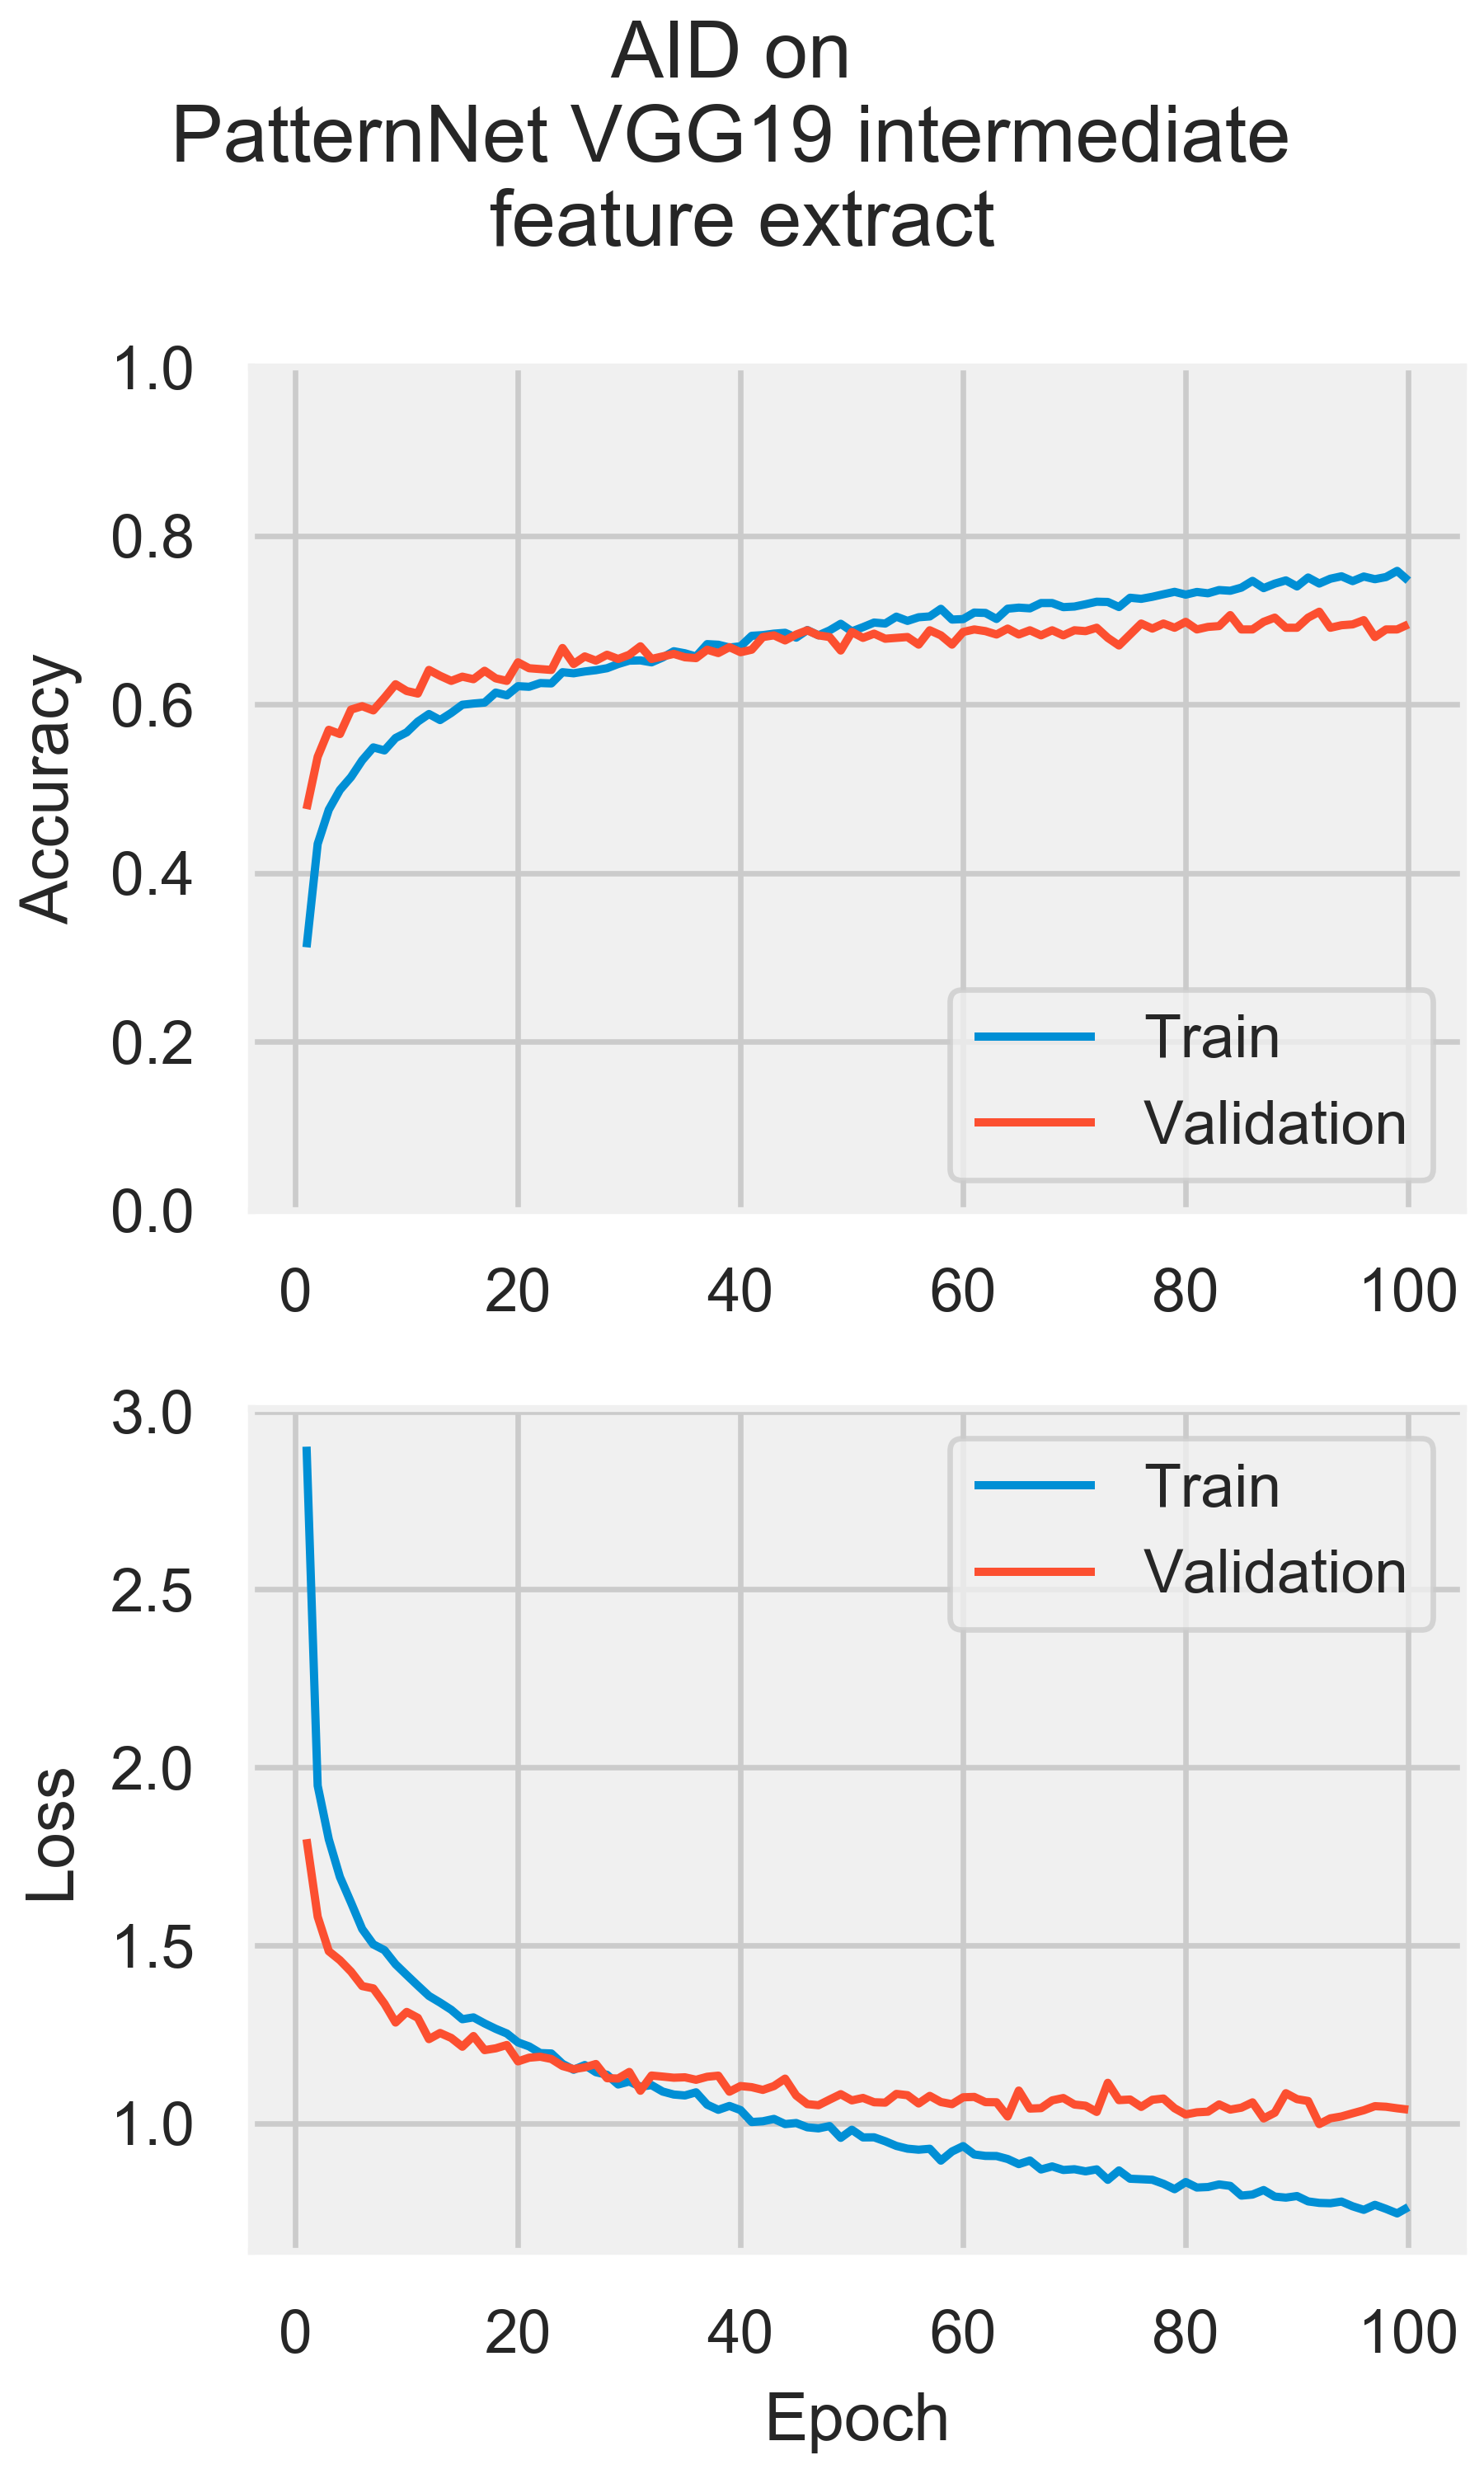 AID on
PatternNet VGG19 intermediate
feature extract
Accuracy
1.0
0.8
0.6
0.4
0.2
0.0
Train
Validation
0 20 40 60 80 100
Loss
3.0
2.5
2.0
1.5
1.0
Train
Validation
0 20 40 60 80 100
Epoch